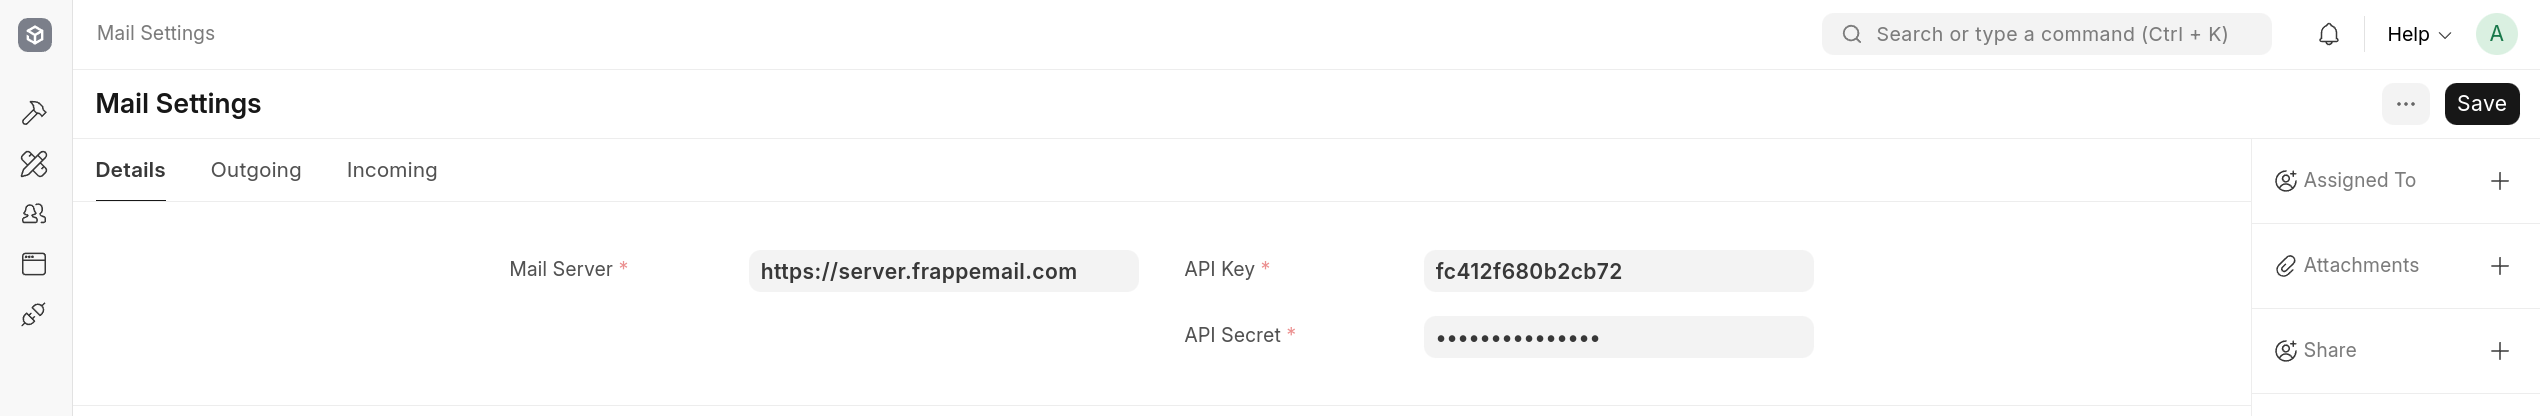 Mail Settings
Search or type a command (Ctrl + K)
Help
A
Mail Settings
...
Save
Details
Outgoing
Incoming
Assigned To
Mail Server *
https://server.frappemail.com
API Key *
fc412f680b2cb72
Attachments
API Secret *
•••••••••••••••
Share